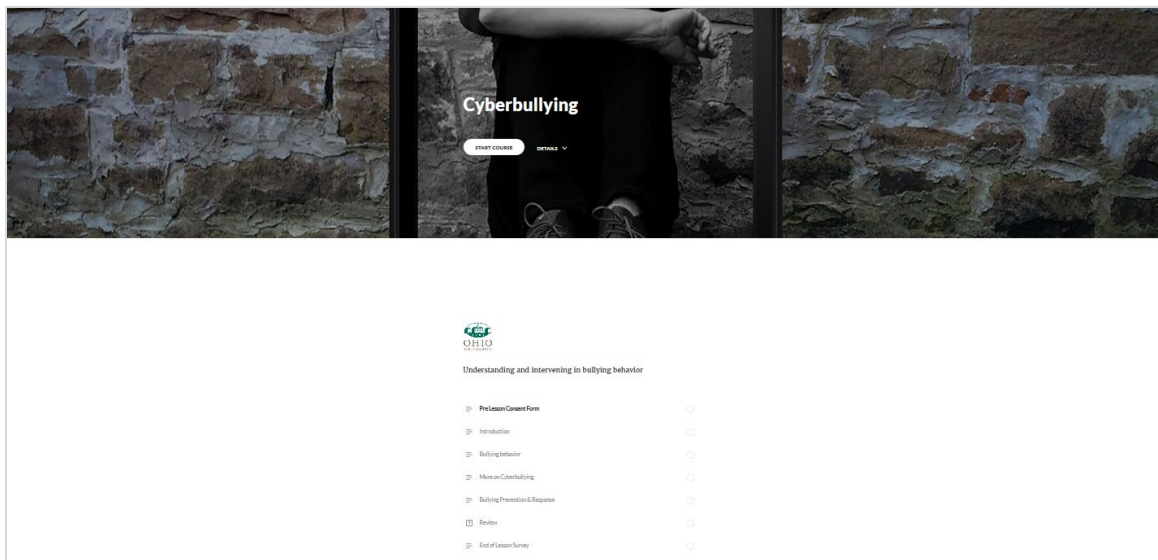 Cyberbullying
START COURSE DETAILS
OHIO
UNIVERSITY
Understanding and intervening in bullying behavior
Pre Lesson Consent Form
Introduction
Bullying behavior
More on Cyberbullying
Bullying Prevention & Response
Review
End of Lesson Survey